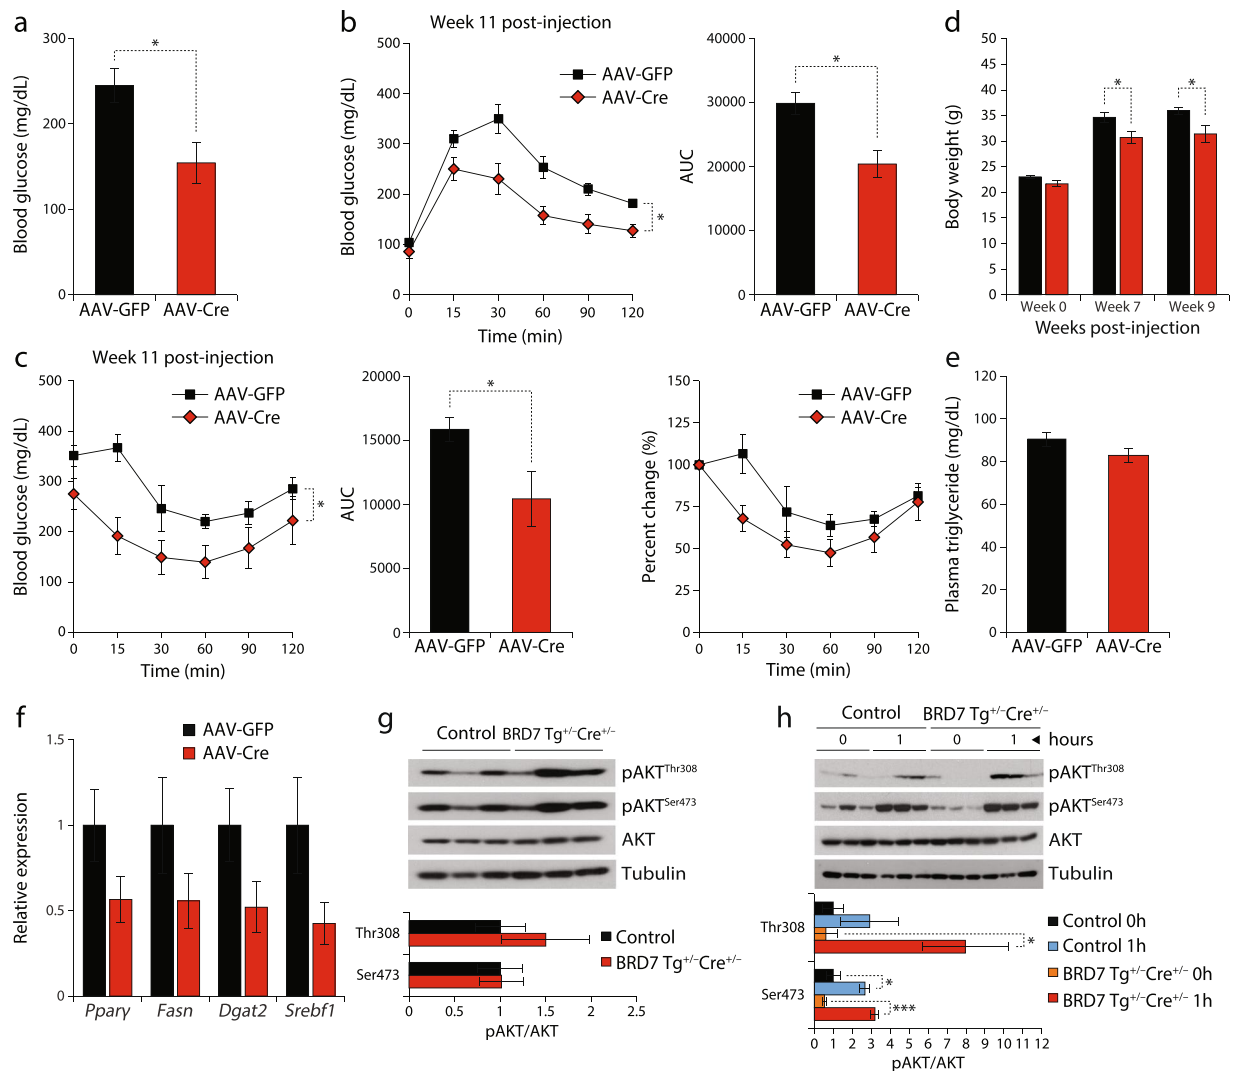 a
Blood glucose (mg/dL)
300
200
100
0
*
AAV-GFP
AAV-Cre
b
Week 11 post-injection
Blood glucose (mg/dL)
500
400
300
200
100
0
AAV-GFP
AAV-Cre
*
0 15 30 60 90 120
Time (min)
AUC
40000
30000
20000
10000
0
*
AAV-GFP
AAV-Cre
d
Body weight (g)
50
45
40
35
30
25
20
15
10
5
0
* *
Week 0 Week 7 Week 9
Weeks post-injection
c
Week 11 post-injection
Blood glucose (mg/dL)
500
400
300
200
100
0
AAV-GFP
AAV-Cre
*
0 15 30 60 90 120
Time (min)
AUC
20000
15000
10000
5000
0
*
AAV-GFP
AAV-Cre
Percent change (%)
150
125
100
75
50
25
0
AAV-GFP
AAV-Cre
0 15 30 60 90 120
Time (min)
e
Plasma triglyceride (mg/dL)
120
100
80
60
40
20
0
AAV-GFP
AAV-Cre
f
AAV-GFP
AAV-Cre
Relative expression
1.5
1
0.5
0
Pparγ Fasn Dgat2 Srebf1
g
Control BRD7 Tg+/−Cre+/−
pAKTThr308
pAKTSer473
AKT
Tubulin
Thr308
Ser473
Control
BRD7 Tg+/−Cre+/−
0 0.5 1 1.5 2 2.5
pAKT/AKT
h
Control BRD7 Tg+/−Cre+/−
0 1 0 1 ◄ hours
pAKTThr308
pAKTSer473
AKT
Tubulin
Thr308
*
Ser473
*
***
Control 0h
Control 1h
BRD7 Tg+/−Cre+/− 0h
BRD7 Tg+/−Cre+/− 1h
0 1 2 3 4 5 6 7 8 9 10 11 12
pAKT/AKT